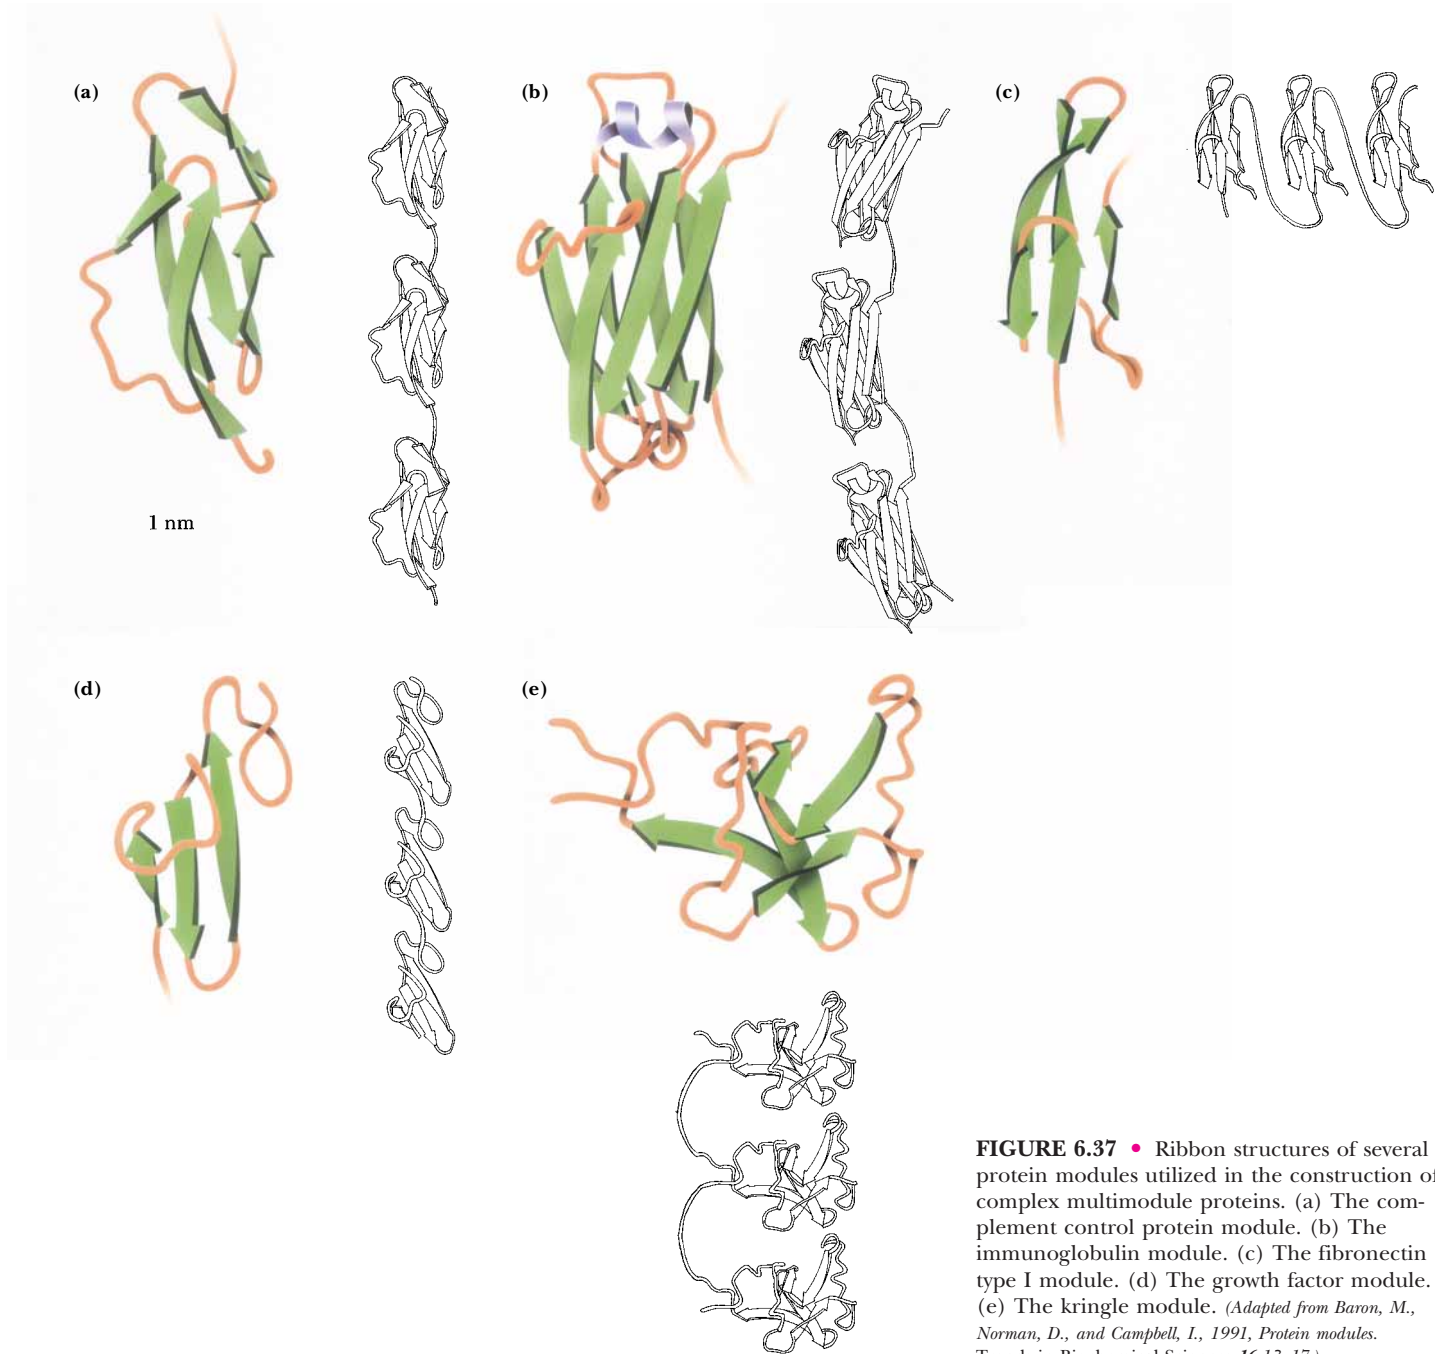 (a)
(b)
(c)
1 nm
(d)
(e)
FIGURE 6.37 • Ribbon structures of several
protein modules utilized in the construction of
complex multimodule proteins. (a) The com-
plement control protein module. (b) The
immunoglobulin module. (c) The fibronectin
type I module. (d) The growth factor module.
(e) The kringle module. (Adapted from Baron, M.,
Norman, D., and Campbell, I., 1991, Protein modules.